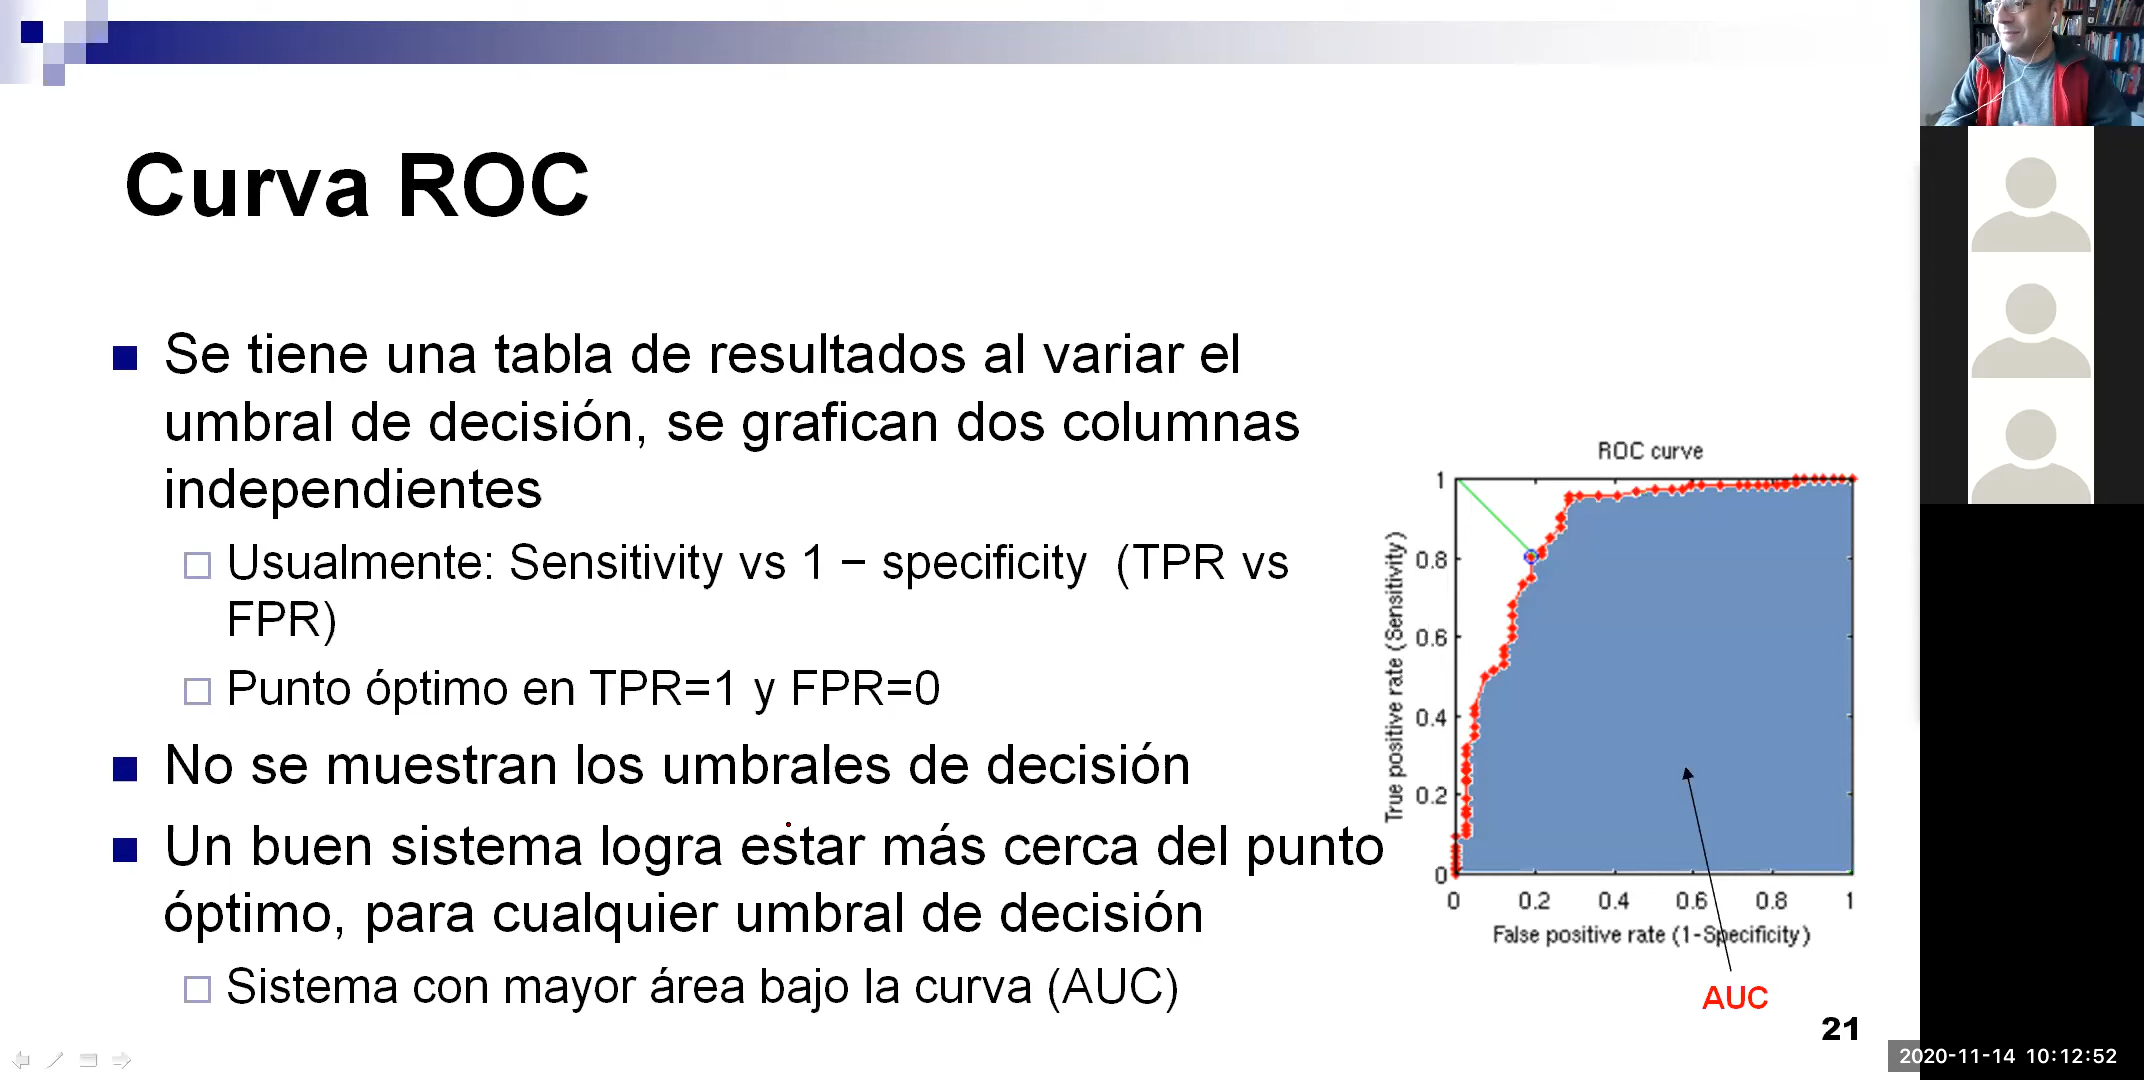 Curva ROC
Se tiene una tabla de resultados al variar el
umbral de decisión, se grafican dos columnas
independientes
Usualmente: Sensitivity vs 1 − specificity (TPR vs
FPR)
Punto óptimo en TPR=1 y FPR=0
No se muestran los umbrales de decisión
Un buen sistema logra estar más cerca del punto
óptimo, para cualquier umbral de decisión
Sistema con mayor área bajo la curva (AUC)
ROC curve
True positive rate (Sensitivity)
1
0.8
0.6
0.4
0.2
0
0 0.2 0.4 0.6 0.8 1
False positive rate (1-Specificity)
AUC
21
2020-11-14 10:12:52